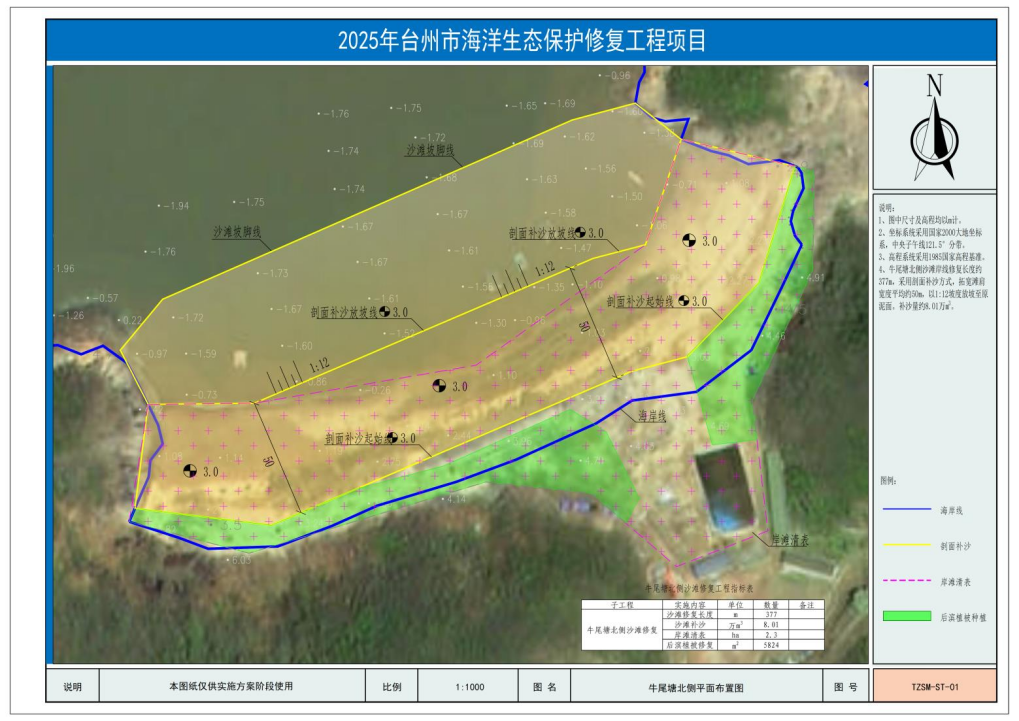 2025年台州市海洋生态保护修复工程项目
-0.96
-1.76
-1.75
-1.65
-1.69
-1.72
-1.69
-1.62
沙滩坡脚线
-1.74
-1.68
-1.56
-1.74
-1.63
-1.50
-1.94
-1.75
-1.67
-1.58
沙滩坡脚线
-1.67
剖面补沙放坡线 3.0
3.0
-1.76
-1.61
-1.47
-1.96
-1.73
-1.67
1:12
4.91
-0.57
-1.61
-1.35
剖面补沙起始线 3.0
-1.26
0.22
-1.72
-1.67
剖面补沙放坡线 3.0
-1.30
50
-0.97
-1.59
-1.60
1:12
3.0
-0.73
海岸线
剖面补沙起始线 3.0
50
3.0
4.14
岸滩清表
6.03
N
说明:
1、图中尺寸及高程均以m计。
2、坐标系统采用国家2000大地坐标
系，中央子午线121.5°分带。
3、高程系统采用1985国家高程基准。
4、牛尾塘北侧沙滩岸线修复长度约
377m，采用剖面补沙方式，拓宽滩肩
宽度平均约50m，以1:12坡度放坡至原
泥面。补沙量约8.01万m³。
图例:
海岸线
剖面补沙
岸滩清表
后滨植被种植
牛尾塘北侧沙滩修复工程指标表
子工程 实施内容 单位 数量 备注
牛尾塘北侧沙滩修复
沙滩修复长度 m 377
沙滩补沙 万m³ 8.01
岸滩清表 ha 2.3
后滨植被修复 m² 5824
说明 本图纸仅供实施方案阶段使用 比例 1:1000 图 名 牛尾塘北侧平面布置图 图 号 TZSM-ST-01